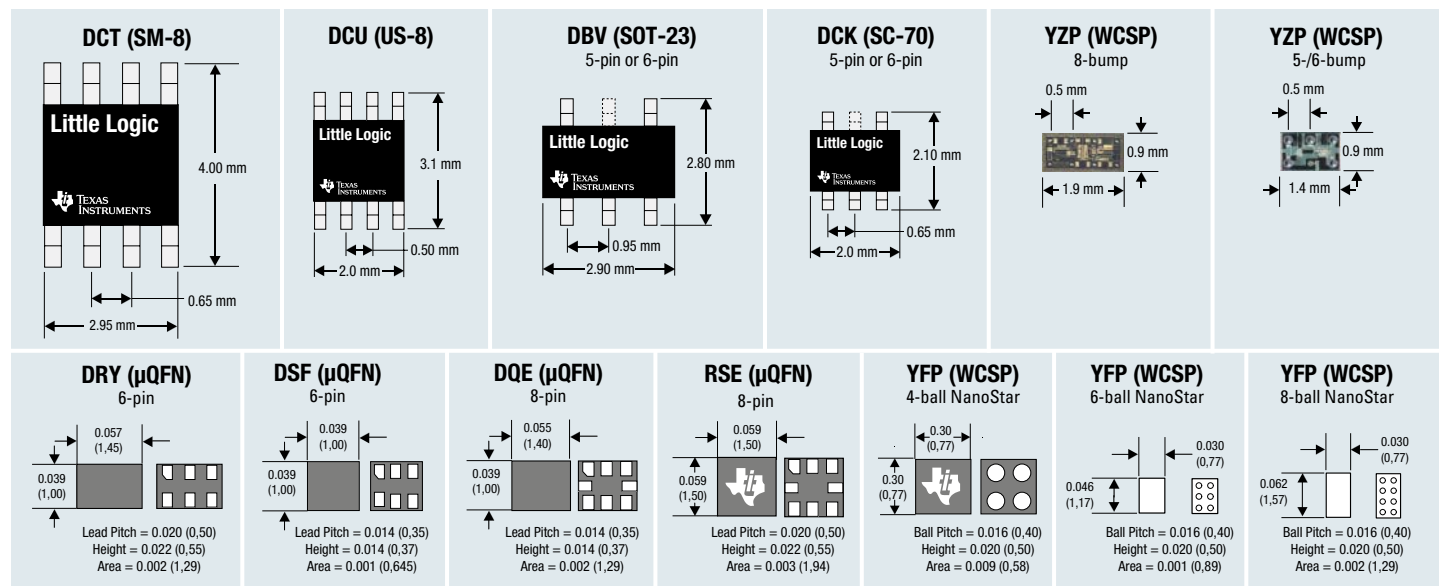 DCT (SM-8)
Little Logic
TEXAS
INSTRUMENTS
4.00 mm
0.65 mm
2.95 mm
DCU (US-8)
Little Logic
TEXAS
INSTRUMENTS
3.1 mm
0.50 mm
2.0 mm
DBV (SOT-23)
5-pin or 6-pin
Little Logic
TEXAS
INSTRUMENTS
2.80 mm
0.95 mm
2.90 mm
DCK (SC-70)
5-pin or 6-pin
Little Logic
TEXAS
INSTRUMENTS
2.10 mm
0.65 mm
2.0 mm
YZP (WCSP)
8-bump
0.5 mm
0.9 mm
1.9 mm
YZP (WCSP)
5-/6-bump
0.5 mm
0.9 mm
1.4 mm
DRY (µQFN)
6-pin
0.057
(1,45)
0.039
(1,00)
Lead Pitch = 0.020 (0,50)
Height = 0.022 (0,55)
Area = 0.002 (1,29)
DSF (µQFN)
6-pin
0.039
(1,00)
0.039
(1,00)
Lead Pitch = 0.014 (0,35)
Height = 0.014 (0,37)
Area = 0.001 (0,645)
DQE (µQFN)
8-pin
0.055
(1,40)
0.039
(1,00)
Lead Pitch = 0.014 (0,35)
Height = 0.014 (0,37)
Area = 0.002 (1,29)
RSE (µQFN)
8-pin
0.059
(1,50)
0.059
(1,50)
Lead Pitch = 0.020 (0,50)
Height = 0.022 (0,55)
Area = 0.003 (1,94)
YFP (WCSP)
4-ball NanoStar
0.30
(0,77)
0.30
(0,77)
Ball Pitch = 0.016 (0,40)
Height = 0.020 (0,50)
Area = 0.009 (0,58)
YFP (WCSP)
6-ball NanoStar
0.030
(0,77)
0.046
(1,17)
Ball Pitch = 0.016 (0,40)
Height = 0.020 (0,50)
Area = 0.001 (0,89)
YFP (WCSP)
8-ball NanoStar
0.030
(0,77)
0.062
(1,57)
Ball Pitch = 0.016 (0,40)
Height = 0.020 (0,50)
Area = 0.002 (1,29)